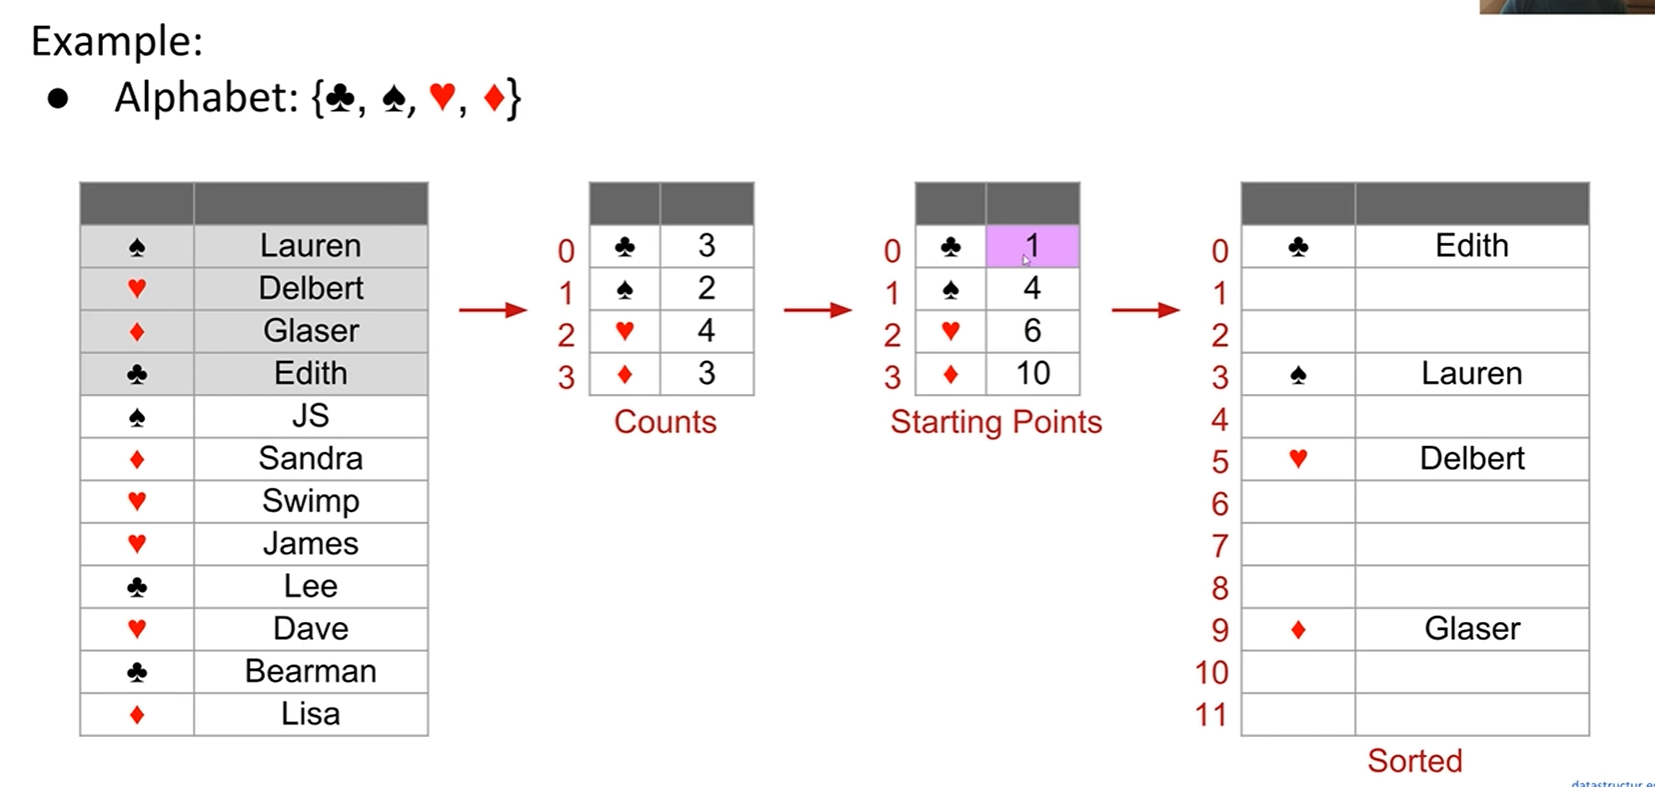 Example:
● Alphabet: {♣, ♠, ♥, ♦}
♠ Lauren
♥ Delbert
♦ Glaser
♣ Edith
♠ JS
♦ Sandra
♥ Swimp
♥ James
♣ Lee
♥ Dave
♣ Bearman
♦ Lisa
0 ♣ 3
1 ♠ 2
2 ♥ 4
3 ♦ 3
Counts
0 ♣ 1
1 ♠ 4
2 ♥ 6
3 ♦ 10
Starting Points
0 ♣ Edith
1
2
3 ♠ Lauren
4
5 ♥ Delbert
6
7
8
9 ♦ Glaser
10
11
Sorted